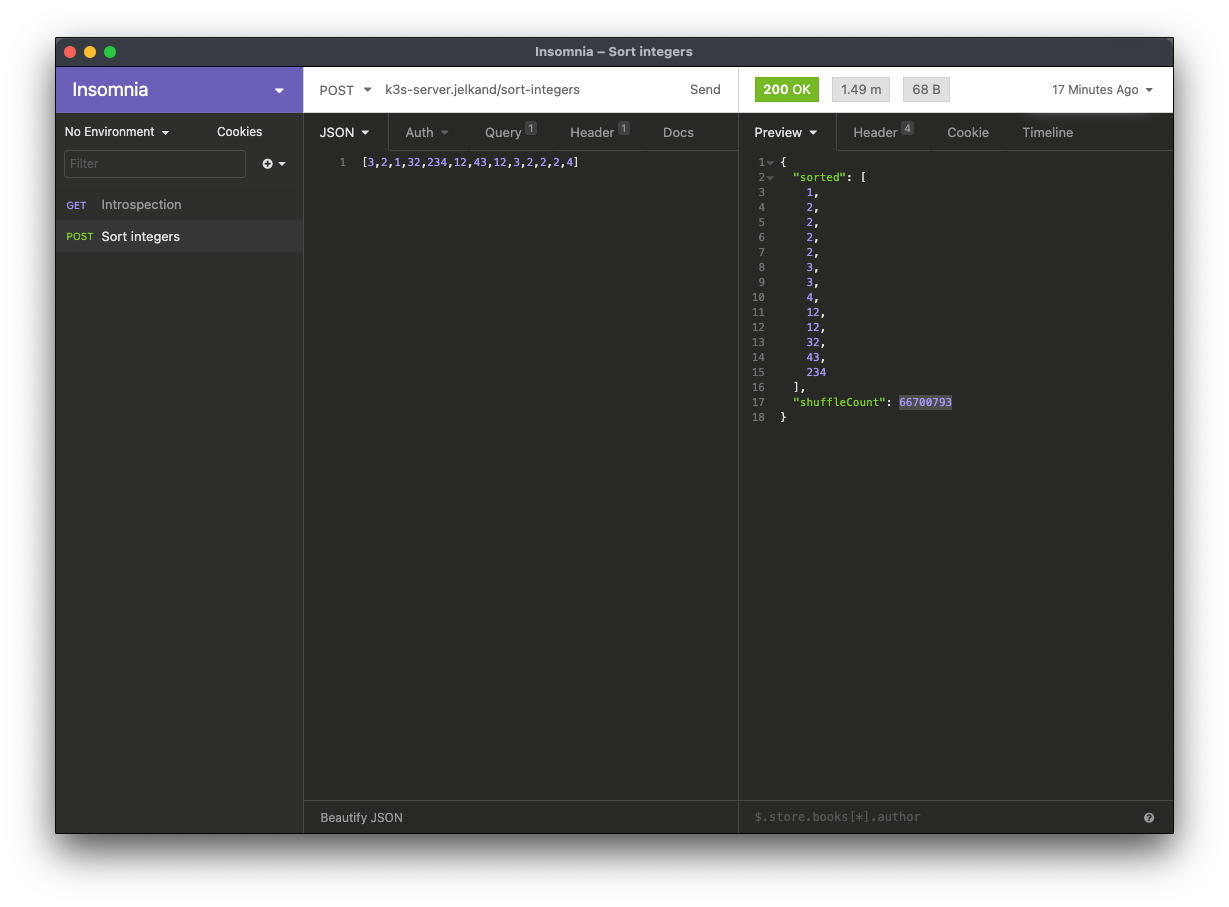 Insomnia – Sort integers
Insomnia
POST k3s-server.jelkand/sort-integers Send
200 OK 1.49 m 68 B 17 Minutes Ago
No Environment Cookies
Filter
GET Introspection
POST Sort integers
JSON Auth Query 1 Header 1 Docs
1 [3,2,1,32,234,12,43,12,3,2,2,2,4]
Beautify JSON
Preview Header 4 Cookie Timeline
1 {
2 "sorted": [
3 1,
4 2,
5 2,
6 2,
7 2,
8 3,
9 3,
10 4,
11 12,
12 12,
13 32,
14 43,
15 234
16 ],
17 "shuffleCount": 66700793
18 }
$.store.books[*].author